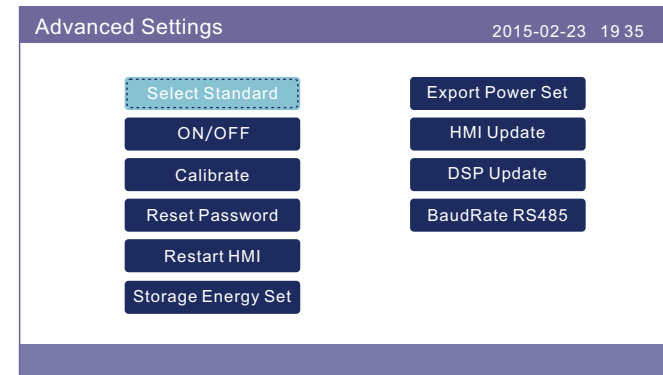 Advanced Settings 2015-02-23 19 35
Select Standard
ON/OFF
Calibrate
Reset Password
Restart HMI
Storage Energy Set
Export Power Set
HMI Update
DSP Update
BaudRate RS485